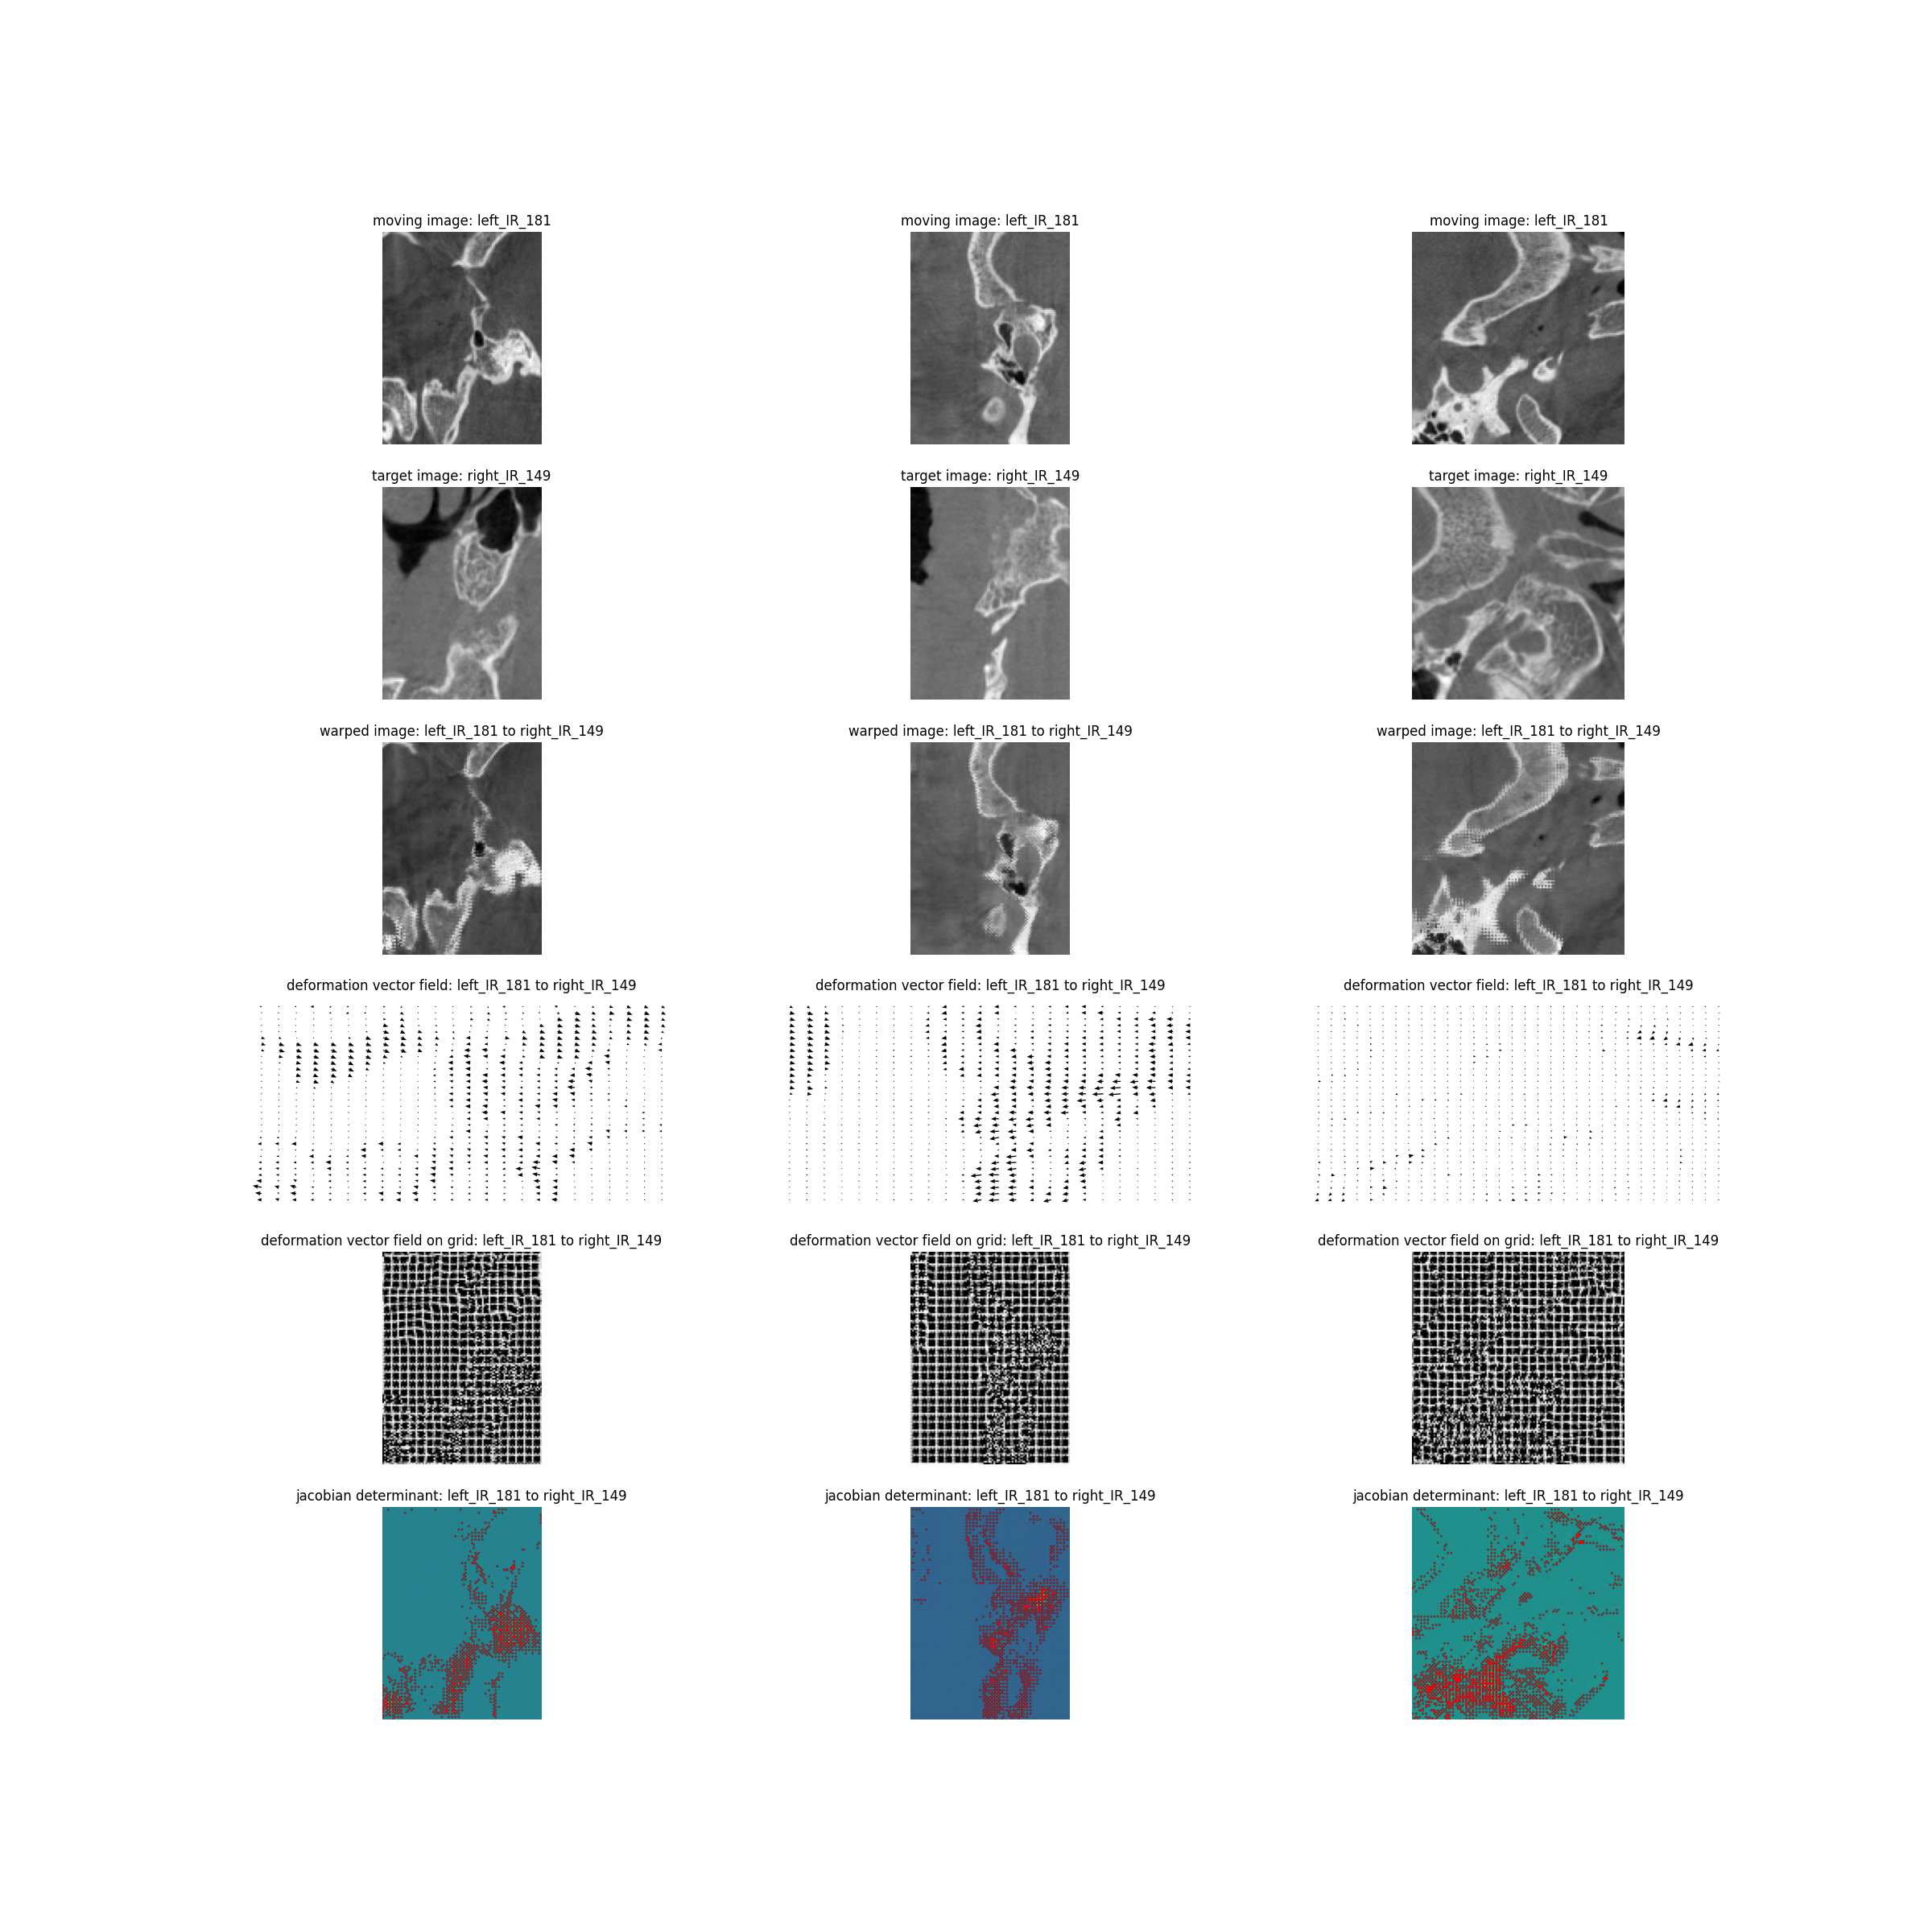 moving image: left_IR_181
moving image: left_IR_181
moving image: left_IR_181
target image: right_IR_149
target image: right_IR_149
target image: right_IR_149
warped image: left_IR_181 to right_IR_149
warped image: left_IR_181 to right_IR_149
warped image: left_IR_181 to right_IR_149
deformation vector field: left_IR_181 to right_IR_149
deformation vector field: left_IR_181 to right_IR_149
deformation vector field: left_IR_181 to right_IR_149
deformation vector field on grid: left_IR_181 to right_IR_149
deformation vector field on grid: left_IR_181 to right_IR_149
deformation vector field on grid: left_IR_181 to right_IR_149
jacobian determinant: left_IR_181 to right_IR_149
jacobian determinant: left_IR_181 to right_IR_149
jacobian determinant: left_IR_181 to right_IR_149